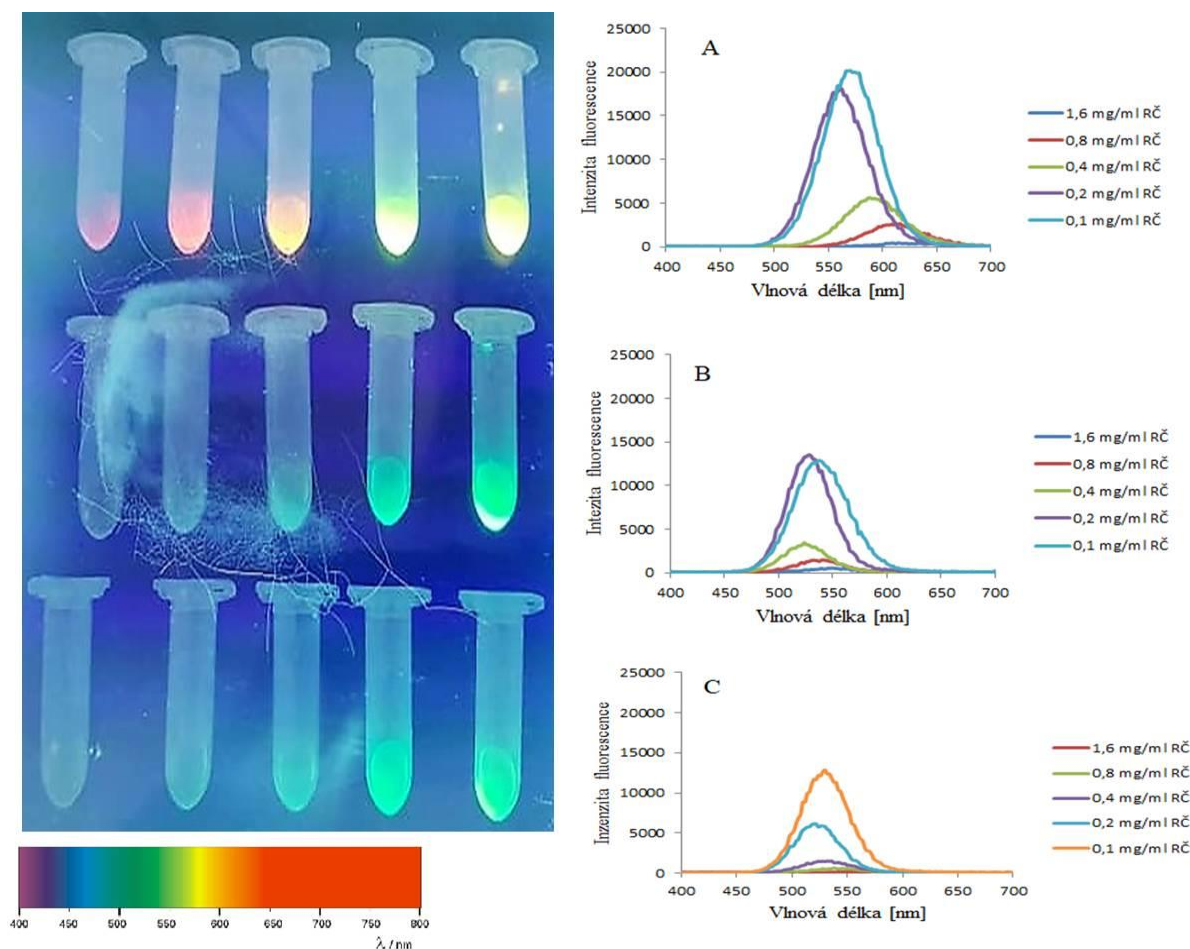 A
25000
20000
15000
10000
5000
0
Intenzita fluorescence
400 450 500 550 600 650 700
Vlnová délka [nm]
1,6 mg/ml RČ
0,8 mg/ml RČ
0,4 mg/ml RČ
0,2 mg/ml RČ
0,1 mg/ml RČ
B
25000
20000
15000
10000
5000
0
Intezita fluorescence
400 450 500 550 600 650 700
Vlnová délka [nm]
1,6 mg/ml RČ
0,8 mg/ml RČ
0,4 mg/ml RČ
0,2 mg/ml RČ
0,1 mg/ml RČ
C
25000
20000
15000
10000
5000
0
Inzenzita fluorescence
400 450 500 550 600 650 700
Vlnová délka [nm]
1,6 mg/ml RČ
0,8 mg/ml RČ
0,4 mg/ml RČ
0,2 mg/ml RČ
0,1 mg/ml RČ
400 450 500 550 600 650 700 750 800
λ / nm